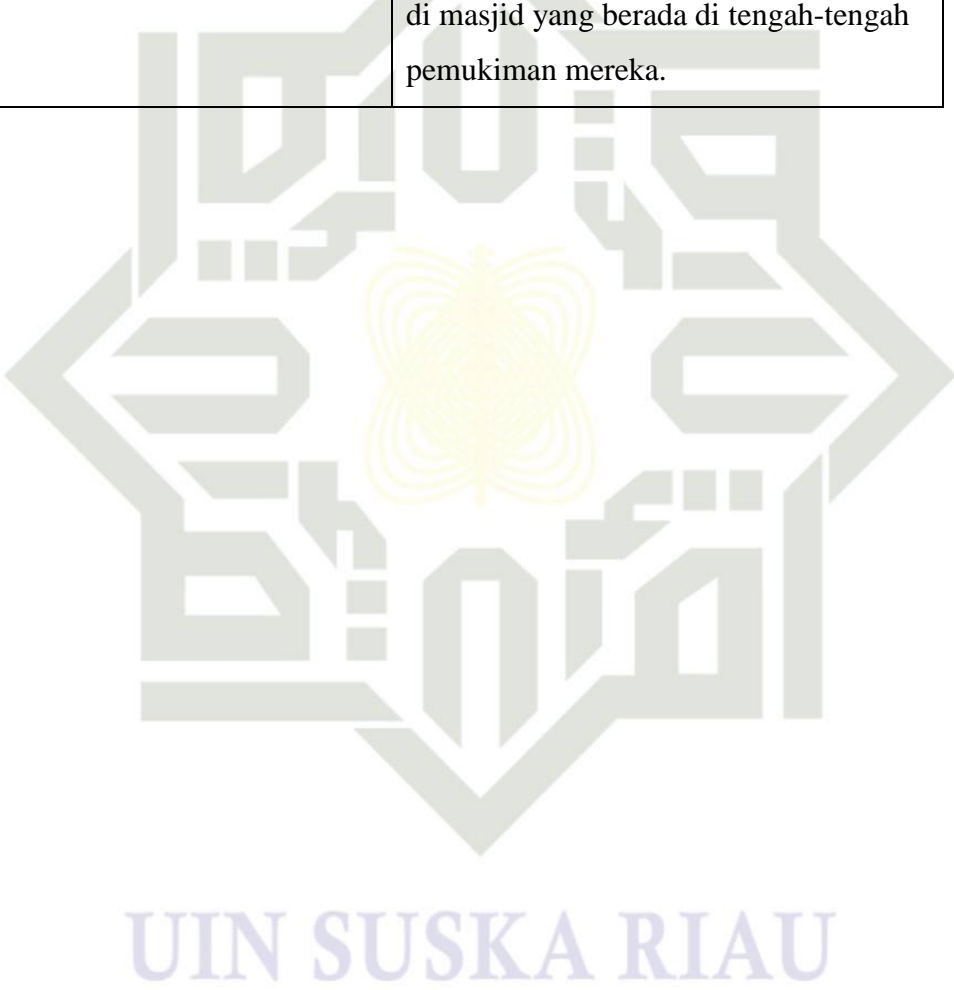 di masjid yang berada di tengah-tengah
pemukiman mereka.
UIN SUSKA RIAU